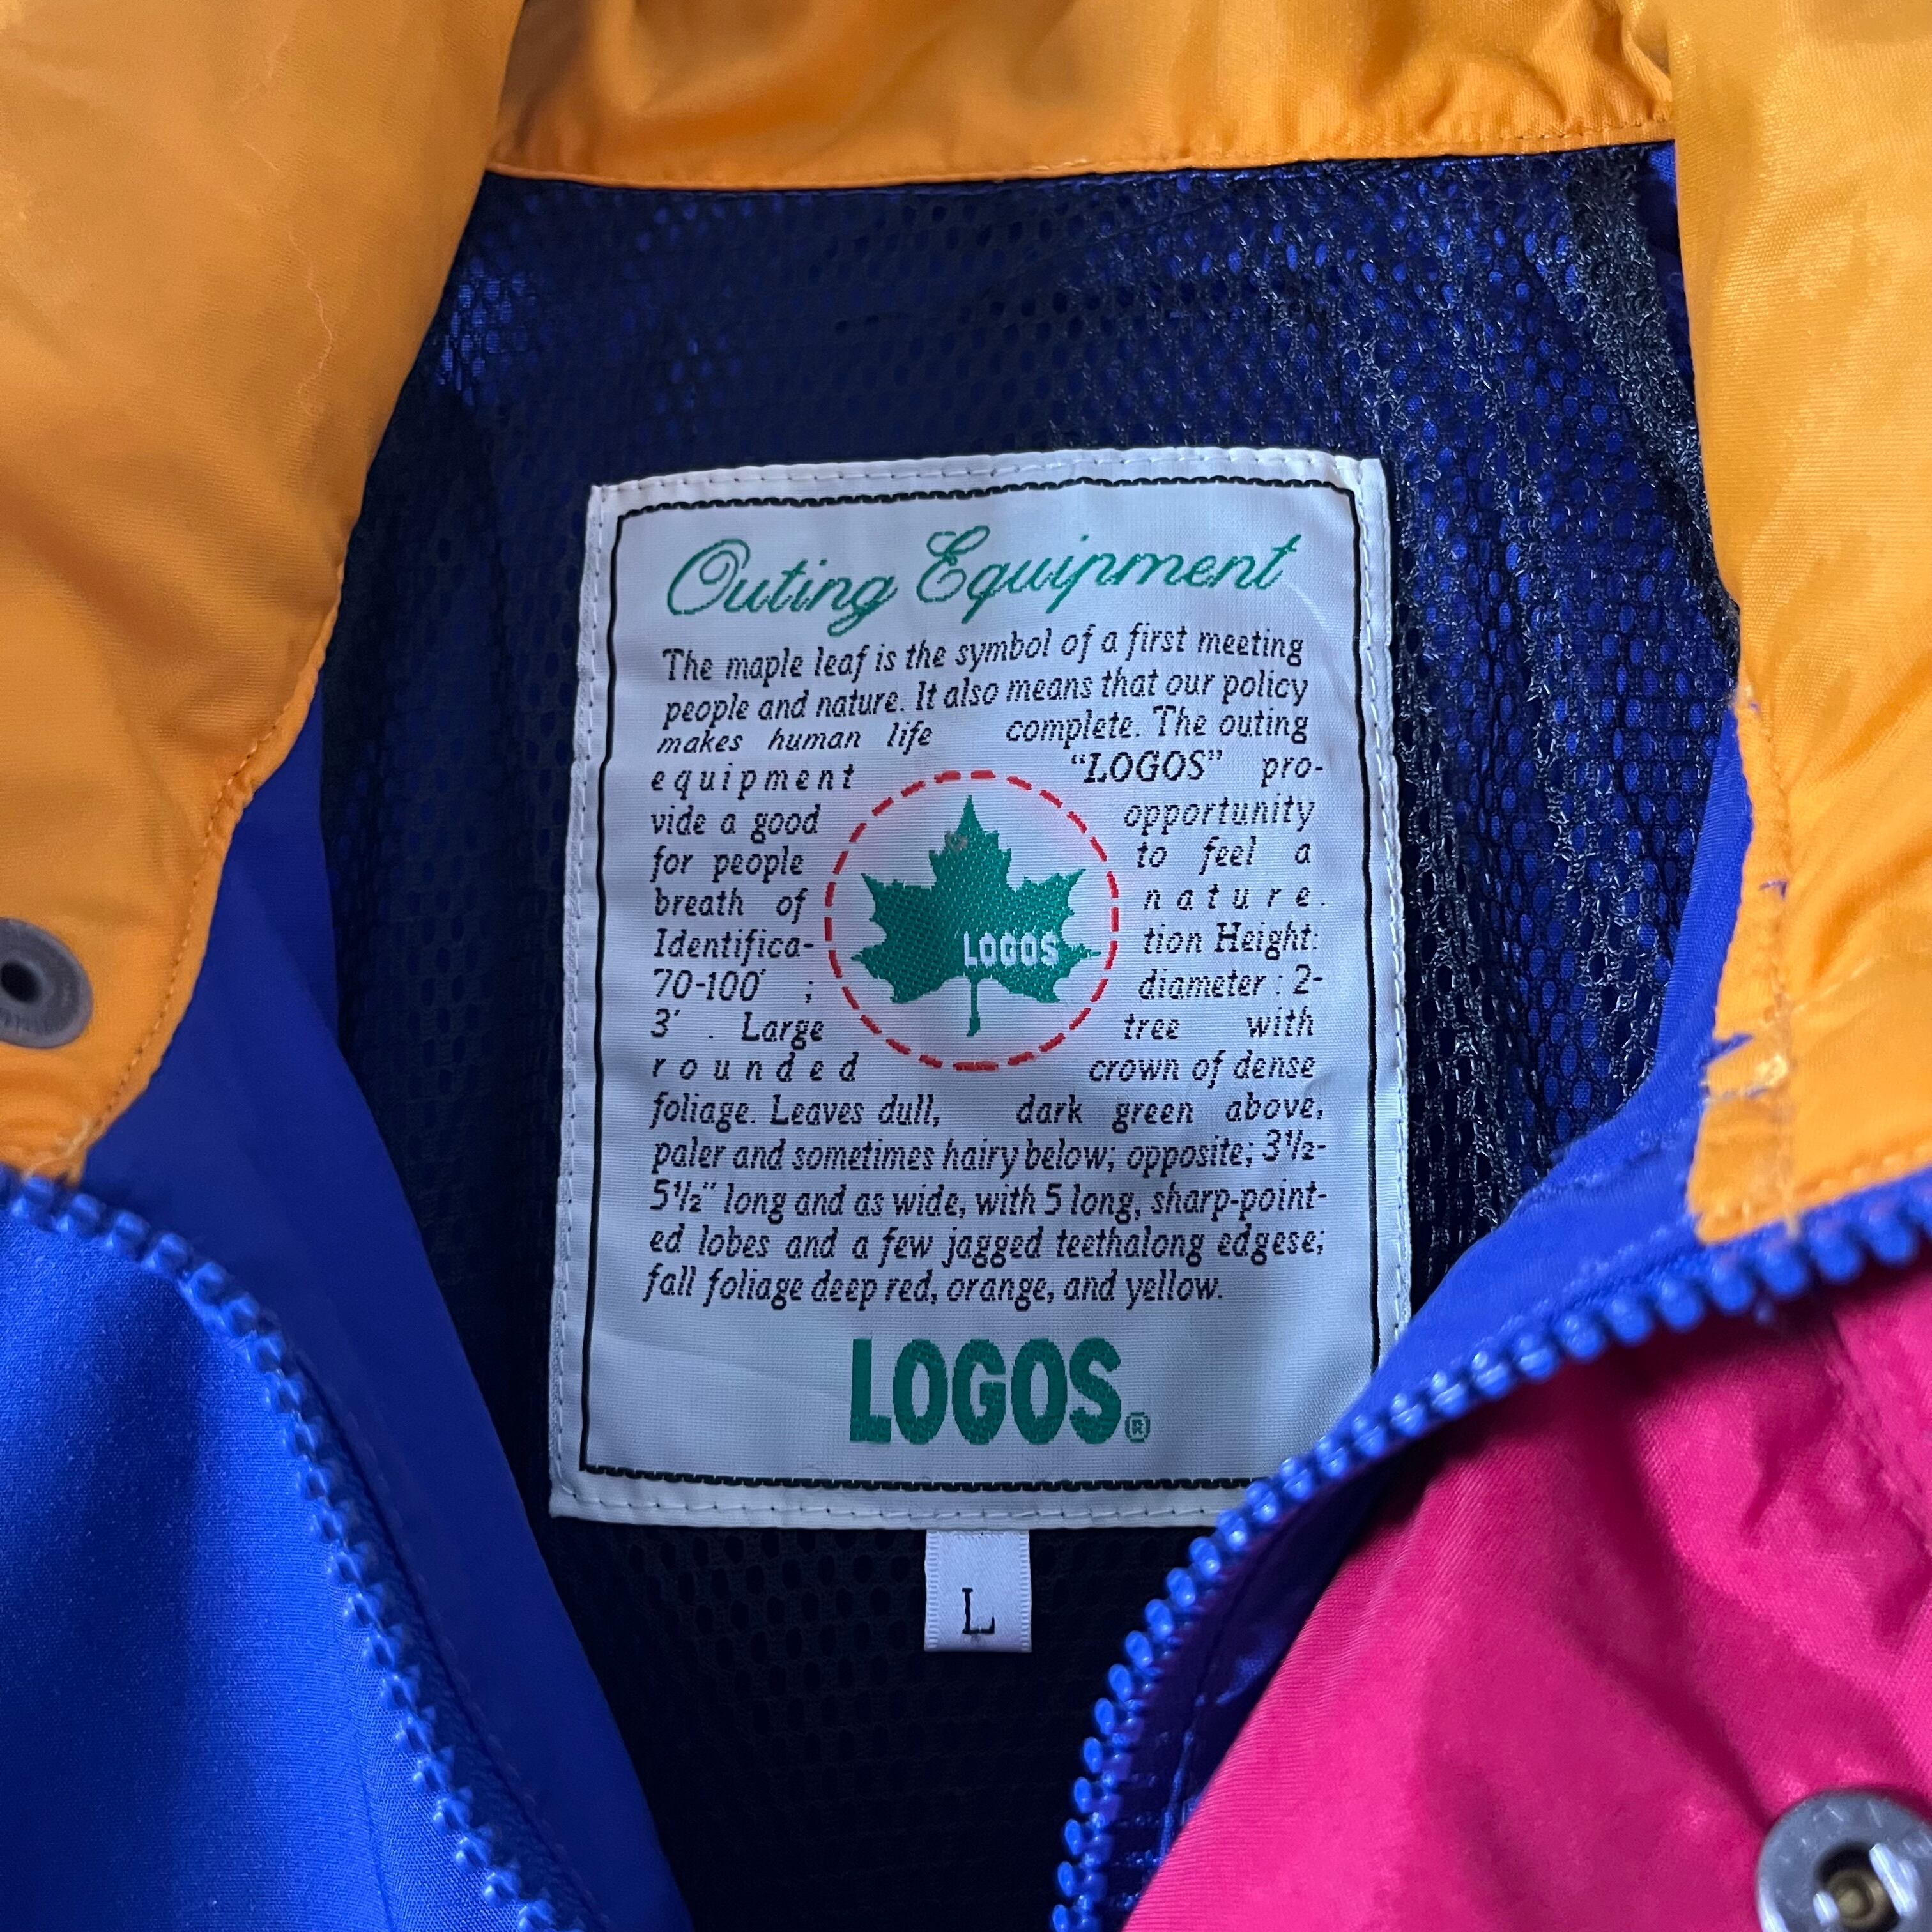 Outing Equipment
The maple leaf is the symbol of a first meeting
people and nature. It also means that our policy
makes human life complete. The outing
equipment “LOGOS” pro-
vide a good opportunity
for people to feel a
breath of nature.
Identifica- tion Height:
70-100' ; diameter : 2-
3' . Large tree with
rounded crown of dense
foliage. Leaves dull, dark green above,
paler and sometimes hairy below; opposite; 3½-
5½" long and as wide, with 5 long, sharp-point-
ed lobes and a few jagged teethalong edgese;
fall foliage deep red, orange, and yellow.
LOGOS
LOGOS®
L